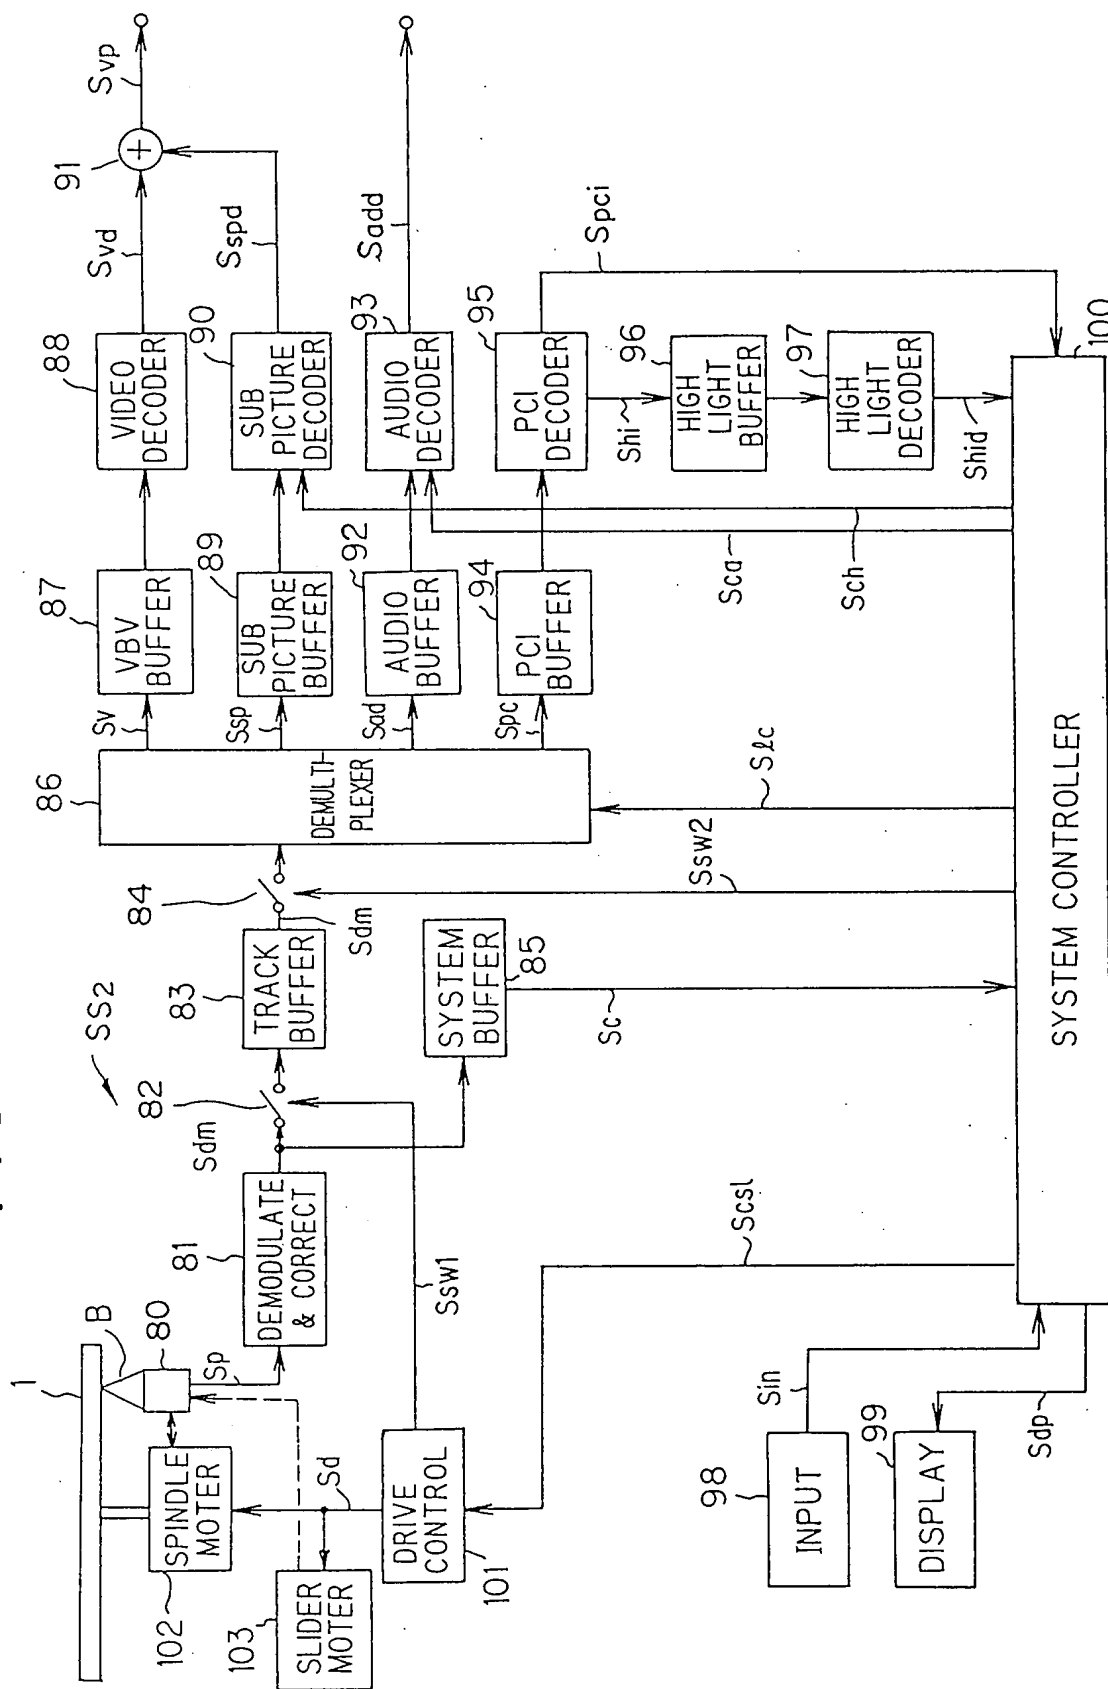 1
B
80
Sp
SPINDLE
MOTER
102
SLIDER
MOTER
103
Sd
DRIVE
CONTROL
101
DEMODULATE
& CORRECT
81
Sdm
82
SS2
Ssw1
TRACK
BUFFER
83
Sdm
84
SYSTEM
BUFFER
85
Sc
DEMULTI-
PLEXER
86
Sv
Ssp
Sad
Spc
VBV
BUFFER
87
SUB
PICTURE
BUFFER
89
AUDIO
BUFFER
92
PCI
BUFFER
94
VIDEO
DECODER
88
SUB
PICTURE
DECODER
90
AUDIO
DECODER
93
PCI
DECODER
95
Svd
Sspd
91
Svp
Sadd
Spci
Shi
HIGH
LIGHT
BUFFER
96
HIGH
LIGHT
DECODER
97
Shid
Sca
Sch
Slc
Ssw2
Scsl
INPUT
98
Sin
DISPLAY
99
Sdp
SYSTEM CONTROLLER
100